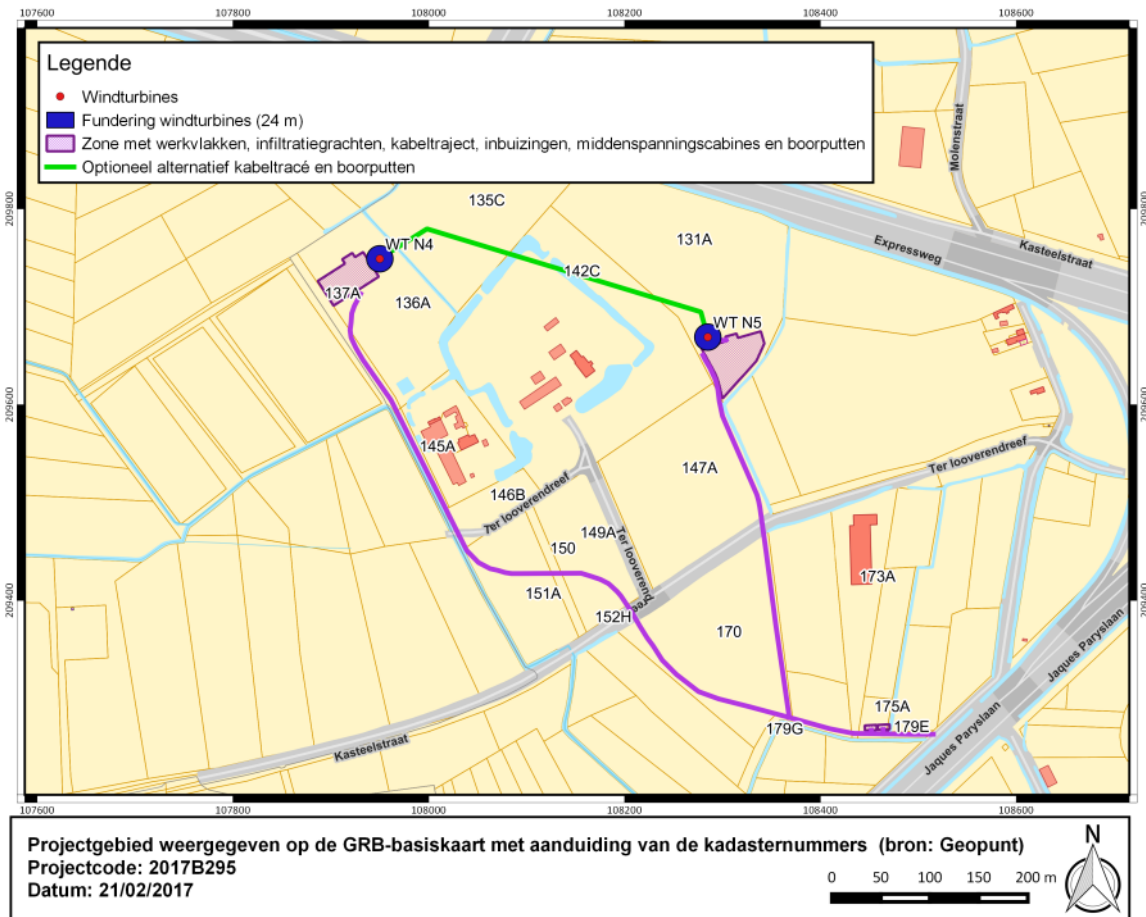 107600 107800 108000 108200 108400 108600
Legende
Windturbines
Fundering windturbines (24 m)
Zone met werkvlakken, infiltratiegrachten, kabeltraject, inbuizingen, middenspanningscabines en boorputten
Optioneel alternatief kabeltracé en boorputten
Molenstraat
209800
209800
135C
131A
Expressweg
Kasteelstraat
WT N4
142C
137A
136A
WT N5
209600
209600
145A
147A
Ter looverendreef
146B
Ter looverendreef
149A
Ter looverendreef
150
173A
151A
209400
209400
152H
170
Jaques Paryslaan
175A
179G
179E
Kasteelstraat
Jaques Paryslaan
107600 107800 108000 108200 108400 108600
Projectgebied weergegeven op de GRB-basiskaart met aanduiding van de kadasternummers (bron: Geopunt)
Projectcode: 2017B295
Datum: 21/02/2017
N
0 50 100 150 200 m